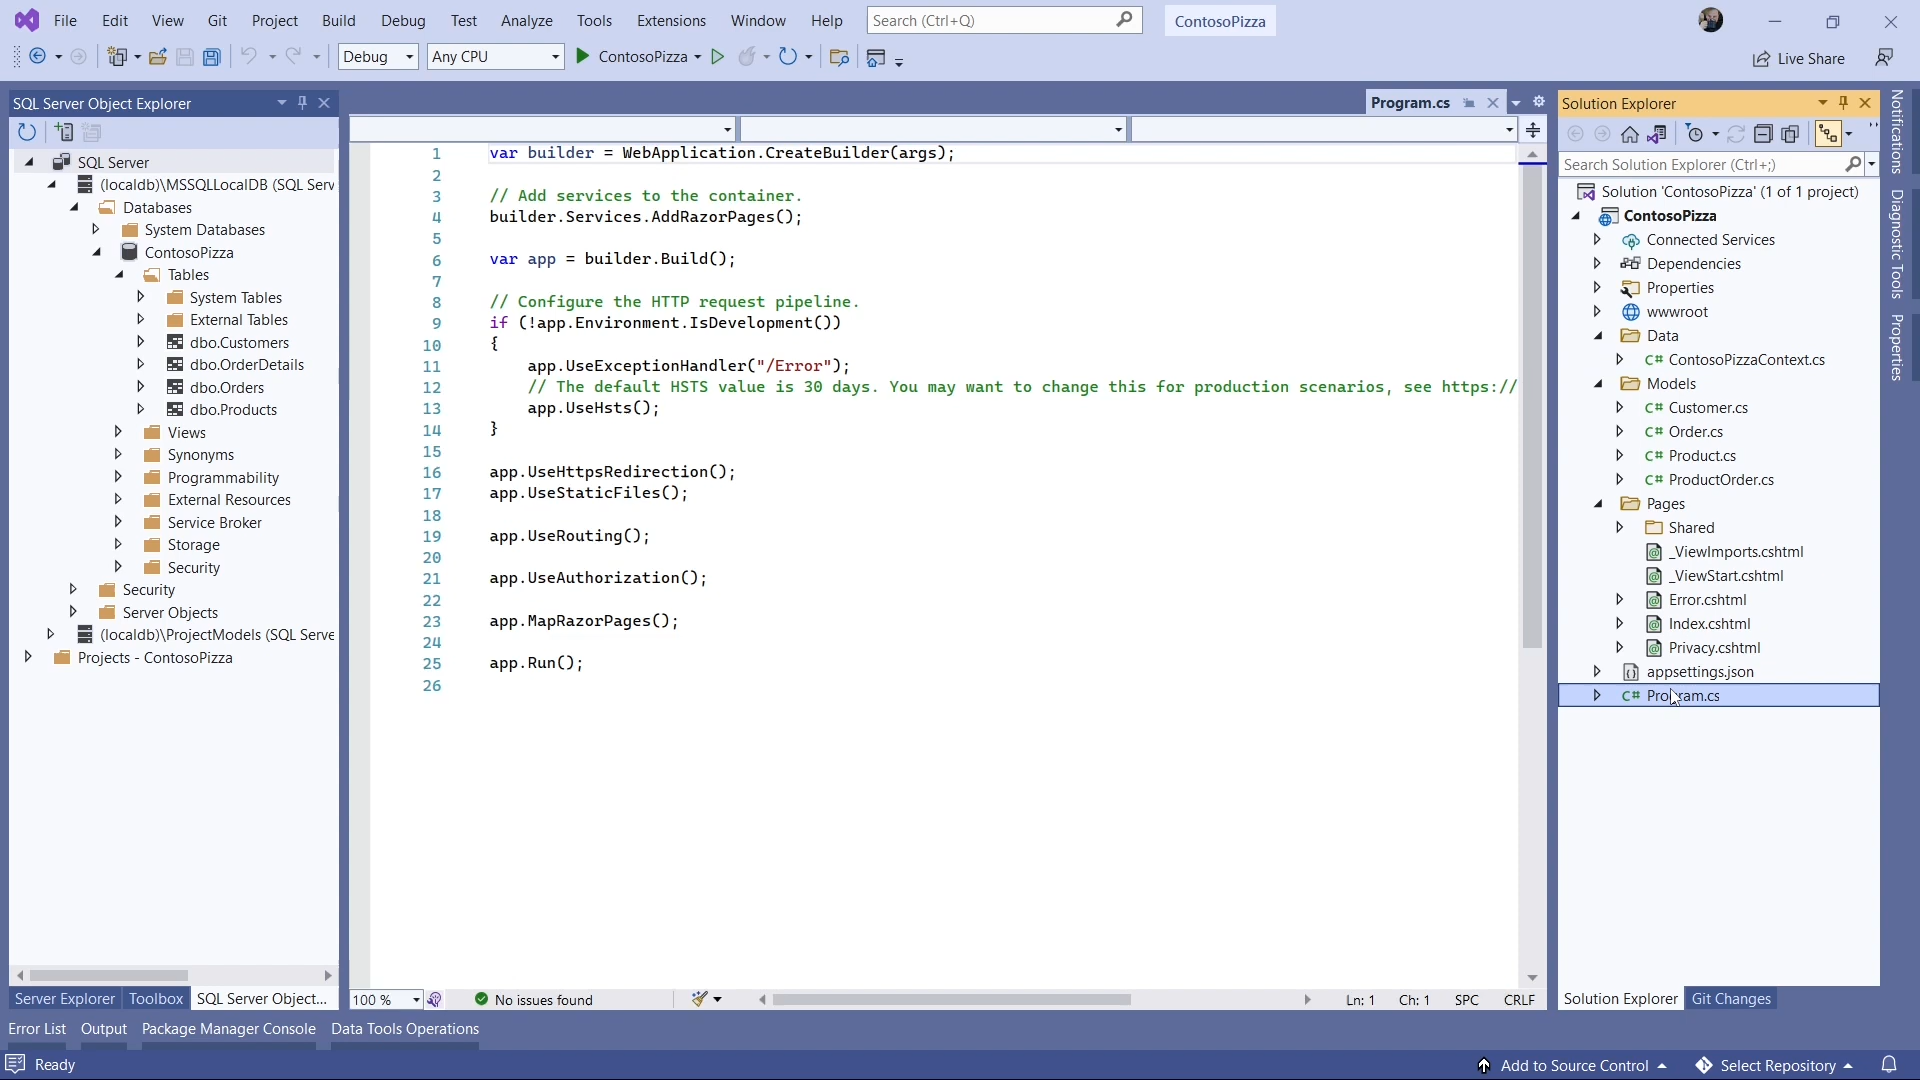 File Edit View Git Project Build Debug Test Analyze Tools Extensions Window Help Search (Ctrl+Q) ContosoPizza
Debug Any CPU ContosoPizza Live Share
SQL Server Object Explorer
SQL Server
(localdb)\MSSQLLocalDB (SQL Serv
Databases
System Databases
ContosoPizza
Tables
System Tables
External Tables
dbo.Customers
dbo.OrderDetails
dbo.Orders
dbo.Products
Views
Synonyms
Programmability
External Resources
Service Broker
Storage
Security
Security
Server Objects
(localdb)\ProjectModels (SQL Serve
Projects - ContosoPizza
Server Explorer Toolbox SQL Server Object...
Program.cs
1 var builder = WebApplication.CreateBuilder(args);
2
3 // Add services to the container.
4 builder.Services.AddRazorPages();
5
6 var app = builder.Build();
7
8 // Configure the HTTP request pipeline.
9 if (!app.Environment.IsDevelopment())
10 {
11 app.UseExceptionHandler("/Error");
12 // The default HSTS value is 30 days. You may want to change this for production scenarios, see https://
13 app.UseHsts();
14 }
15
16 app.UseHttpsRedirection();
17 app.UseStaticFiles();
18
19 app.UseRouting();
20
21 app.UseAuthorization();
22
23 app.MapRazorPages();
24
25 app.Run();
26
100 % No issues found Ln: 1 Ch: 1 SPC CRLF
Solution Explorer
Search Solution Explorer (Ctrl+;)
Solution 'ContosoPizza' (1 of 1 project)
ContosoPizza
Connected Services
Dependencies
Properties
wwwroot
Data
C# ContosoPizzaContext.cs
Models
C# Customer.cs
C# Order.cs
C# Product.cs
C# ProductOrder.cs
Pages
Shared
_ViewImports.cshtml
_ViewStart.cshtml
Error.cshtml
Index.cshtml
Privacy.cshtml
appsettings.json
C# Program.cs
Solution Explorer Git Changes
Notifications
Diagnostic Tools
Properties
Error List Output Package Manager Console Data Tools Operations
Ready Add to Source Control Select Repository